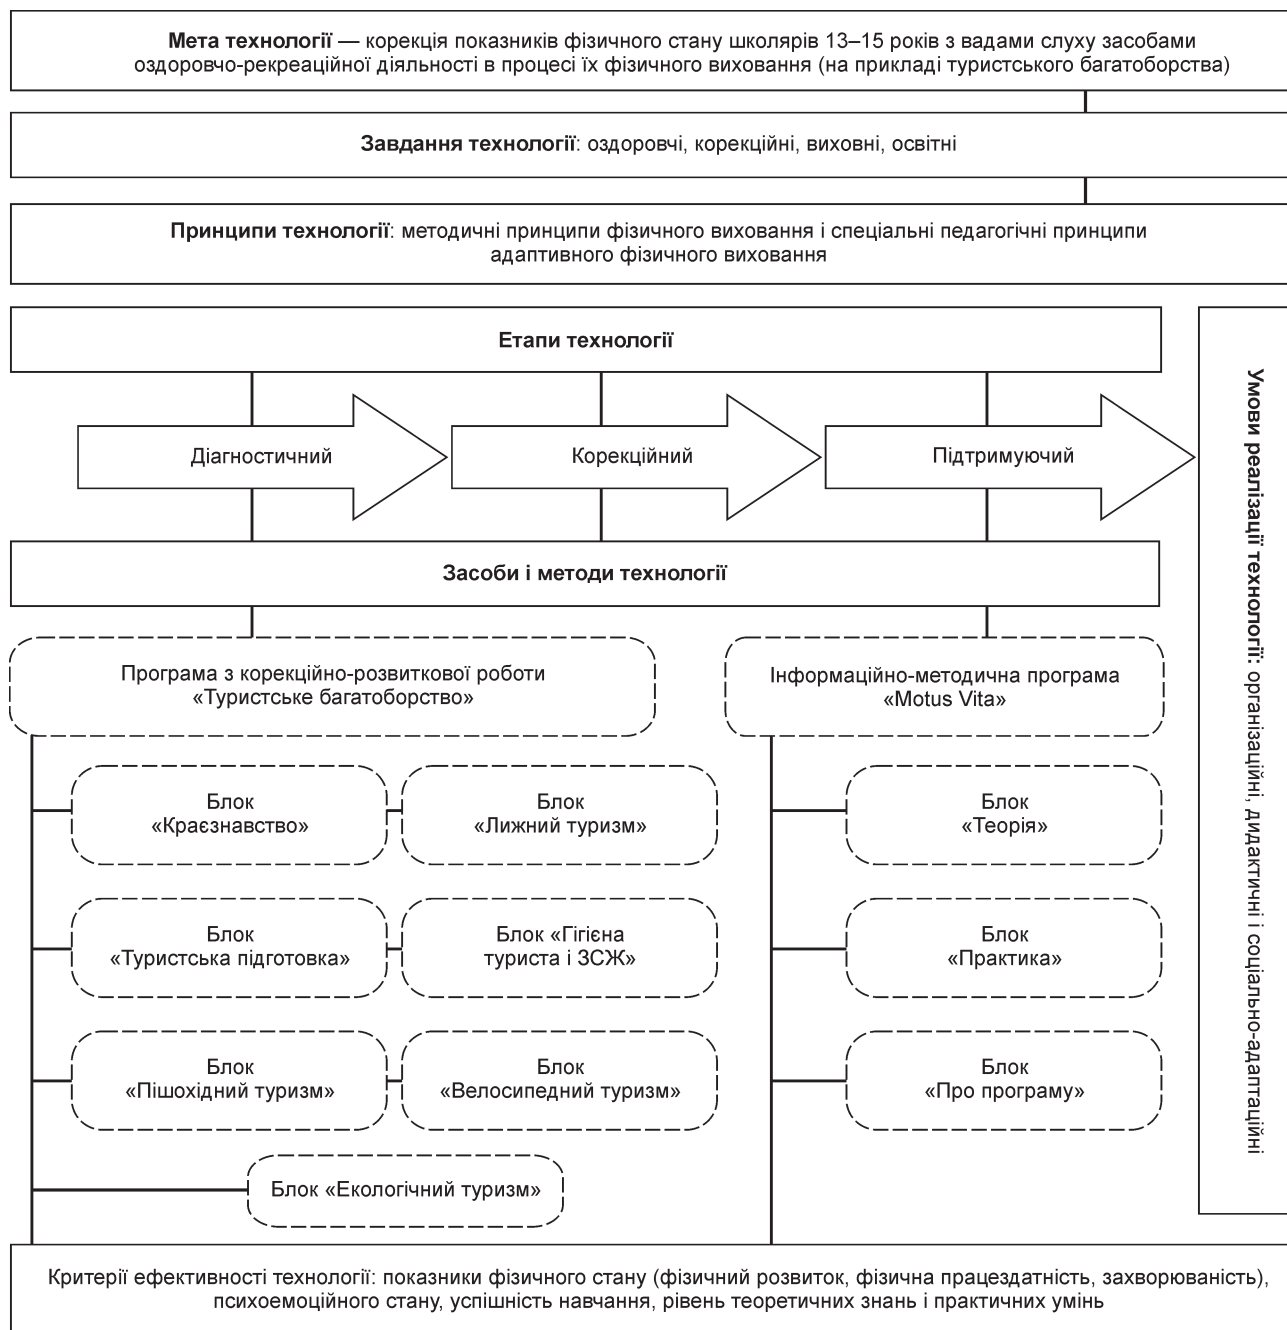 Мета технології — корекція показників фізичного стану школярів 13–15 років з вадами слуху засобами
оздоровчо-рекреаційної діяльності в процесі їх фізичного виховання (на прикладі туристського багатоборства)
Завдання технології: оздоровчі, корекційні, виховні, освітні
Принципи технології: методичні принципи фізичного виховання і спеціальні педагогічні принципи
адаптивного фізичного виховання
Етапи технології
Діагностичний
Корекційний
Підтримуючий
Умови реалізації технології: організаційні, дидактичні і соціально-адаптаційні
Засоби і методи технології
Програма з корекційно-розвиткової роботи
«Туристське багатоборство»
Інформаційно-методична програма
«Motus Vita»
Блок
«Краєзнавство»
Блок
«Лижний туризм»
Блок
«Теорія»
Блок
«Туристська підготовка»
Блок «Гігієна
туриста і ЗСЖ»
Блок
«Практика»
Блок
«Пішохідний туризм»
Блок
«Велосипедний туризм»
Блок
«Про програму»
Блок «Екологічний туризм»
Критерії ефективності технології: показники фізичного стану (фізичний розвиток, фізична працездатність, захворюваність),
психоемоційного стану, успішність навчання, рівень теоретичних знань і практичних умінь